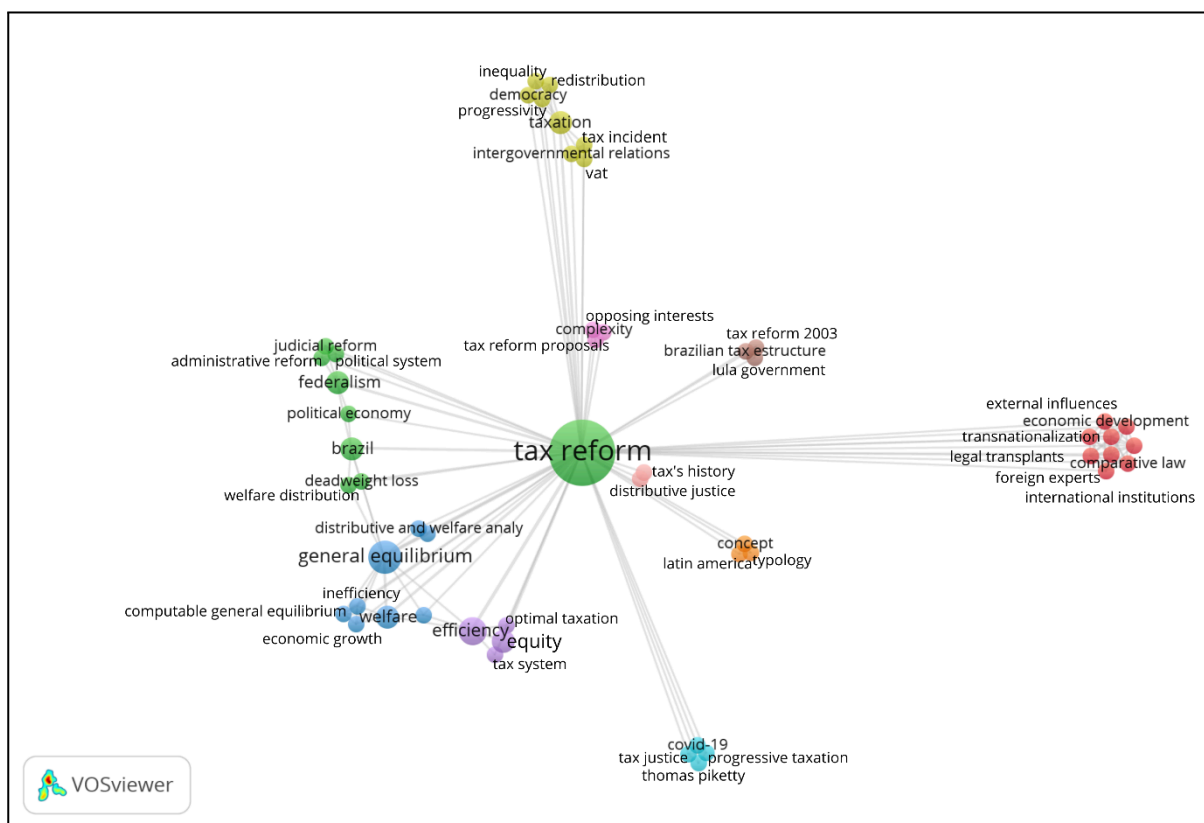 inequality
redistribution
democracy
progressivity
taxation
tax incident
intergovernmental relations
vat
opposing interests
complexity
tax reform proposals
tax reform 2003
brazilian tax estructure
lula government
judicial reform
administrative reform
political system
federalism
political economy
brazil
deadweight loss
welfare distribution
tax reform
external influences
economic development
transnationalization
legal transplants
comparative law
foreign experts
international institutions
tax's history
distributive justice
distributive and welfare analy
general equilibrium
concept
latin america
typology
inefficiency
computable general equilibrium
welfare
economic growth
optimal taxation
efficiency
equity
tax system
covid-19
tax justice
progressive taxation
thomas piketty
VOSviewer